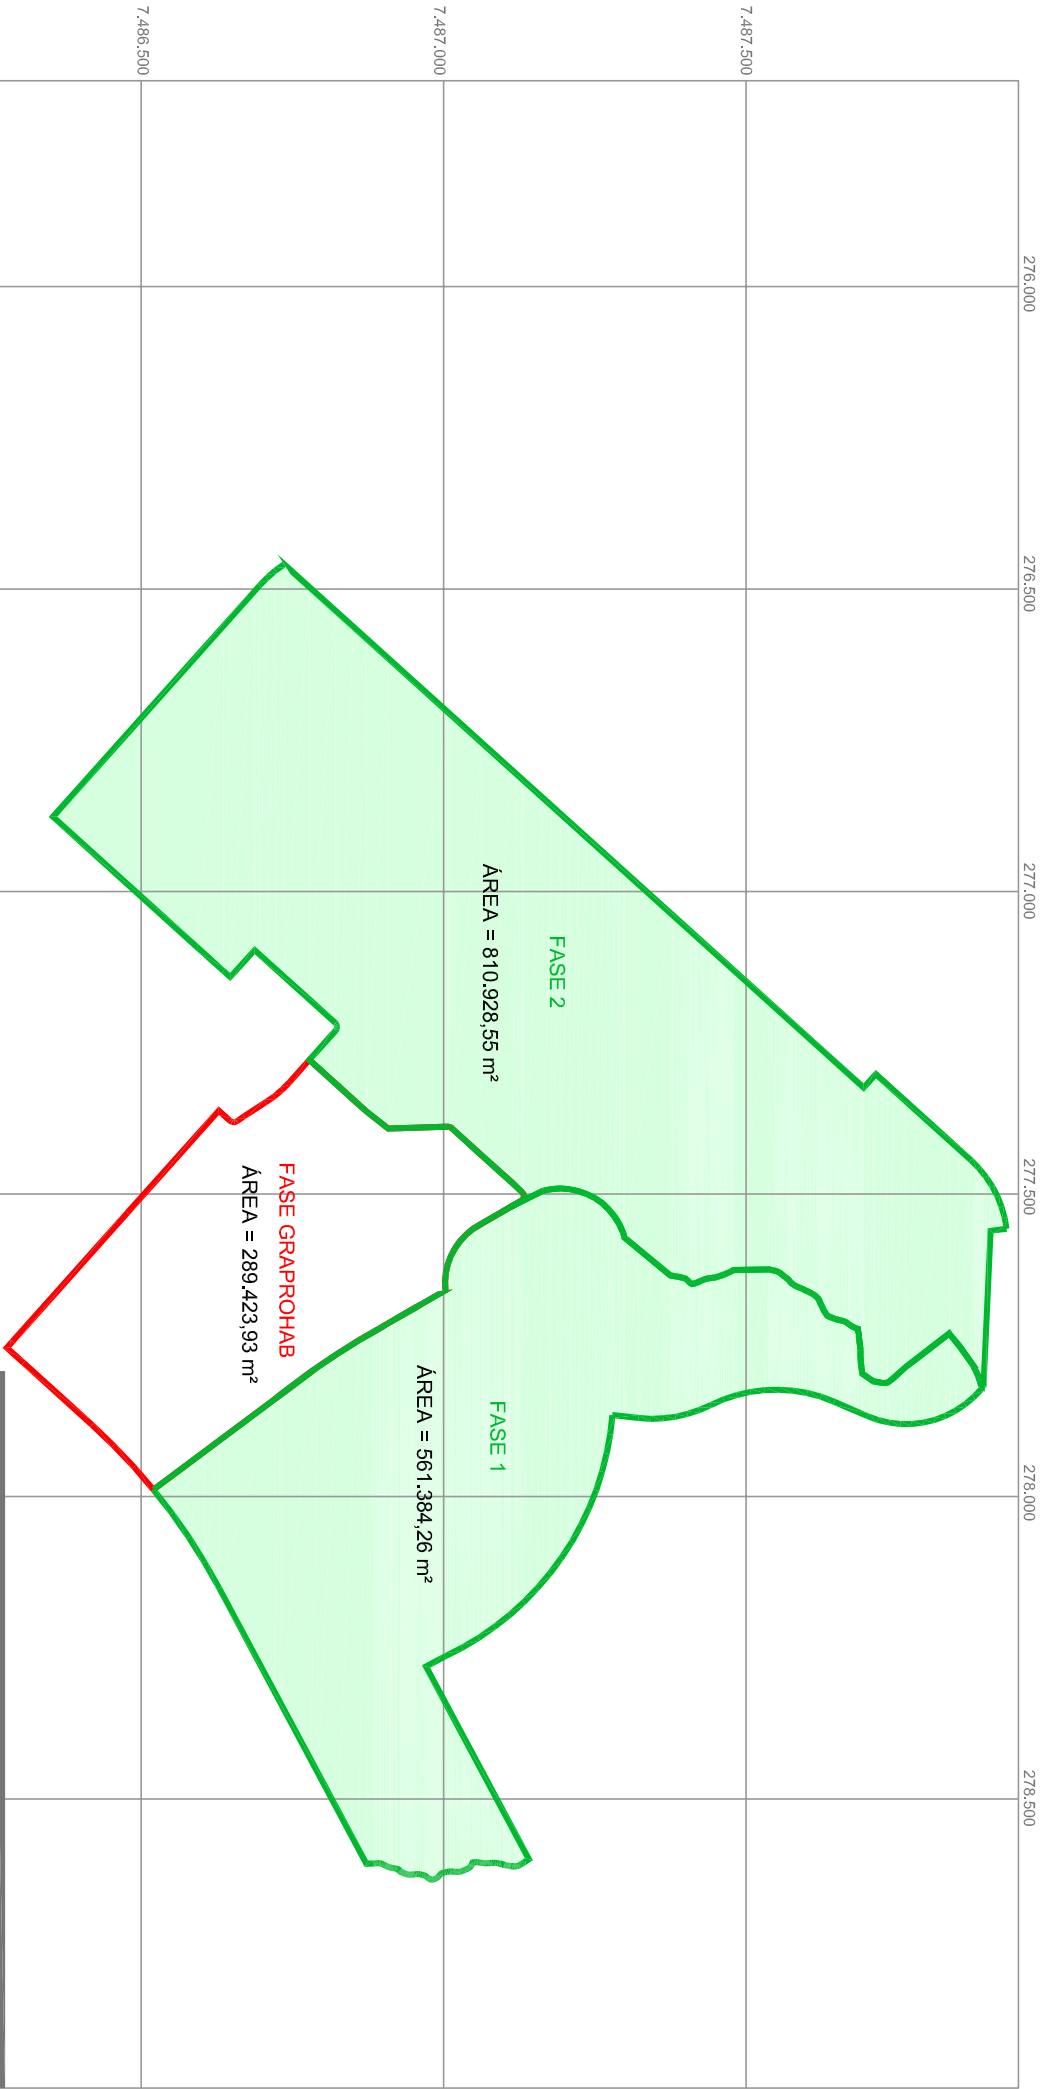 276.000
276.500
277.000
277.500
278.000
278.500
7.487.500
7.487.000
7.486.500
FASE 2
ÁREA = 810.928,55 m²
FASE 1
ÁREA = 561.384,26 m²
FASE GRAPROHAB
ÁREA = 289.423,93 m²